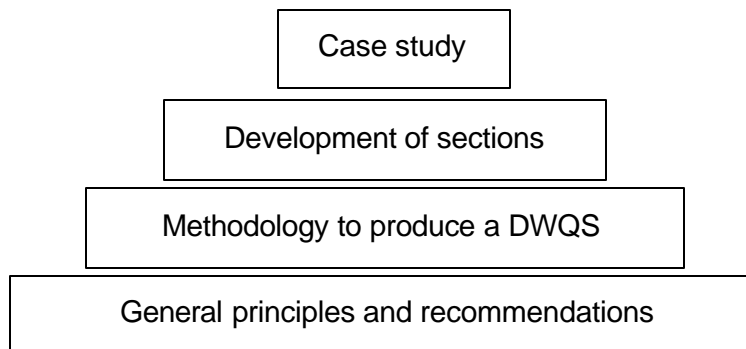 Case study
Development of sections
Methodology to produce a DWQS
General principles and recommendations